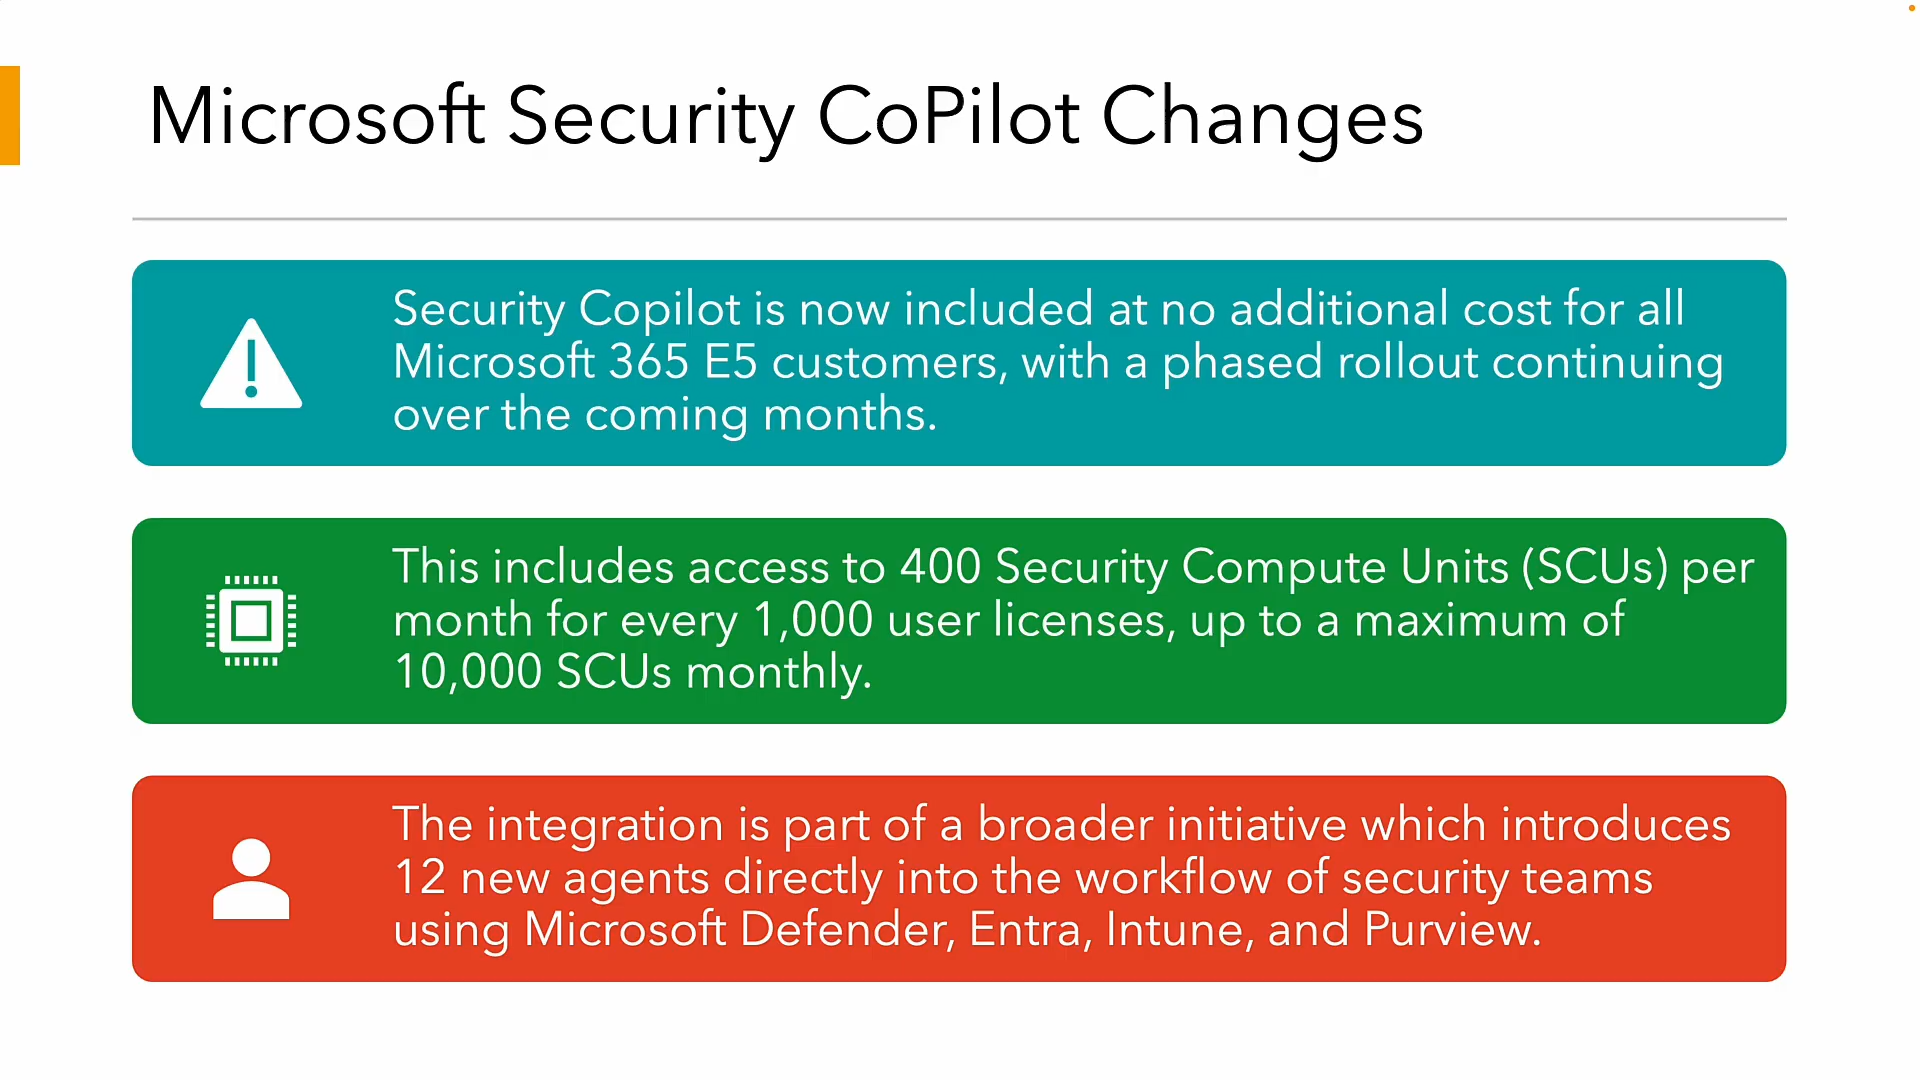 Microsoft Security CoPilot Changes
Security Copilot is now included at no additional cost for all
Microsoft 365 E5 customers, with a phased rollout continuing
over the coming months.
This includes access to 400 Security Compute Units (SCUs) per
month for every 1,000 user licenses, up to a maximum of
10,000 SCUs monthly.
The integration is part of a broader initiative which introduces
12 new agents directly into the workflow of security teams
using Microsoft Defender, Entra, Intune, and Purview.